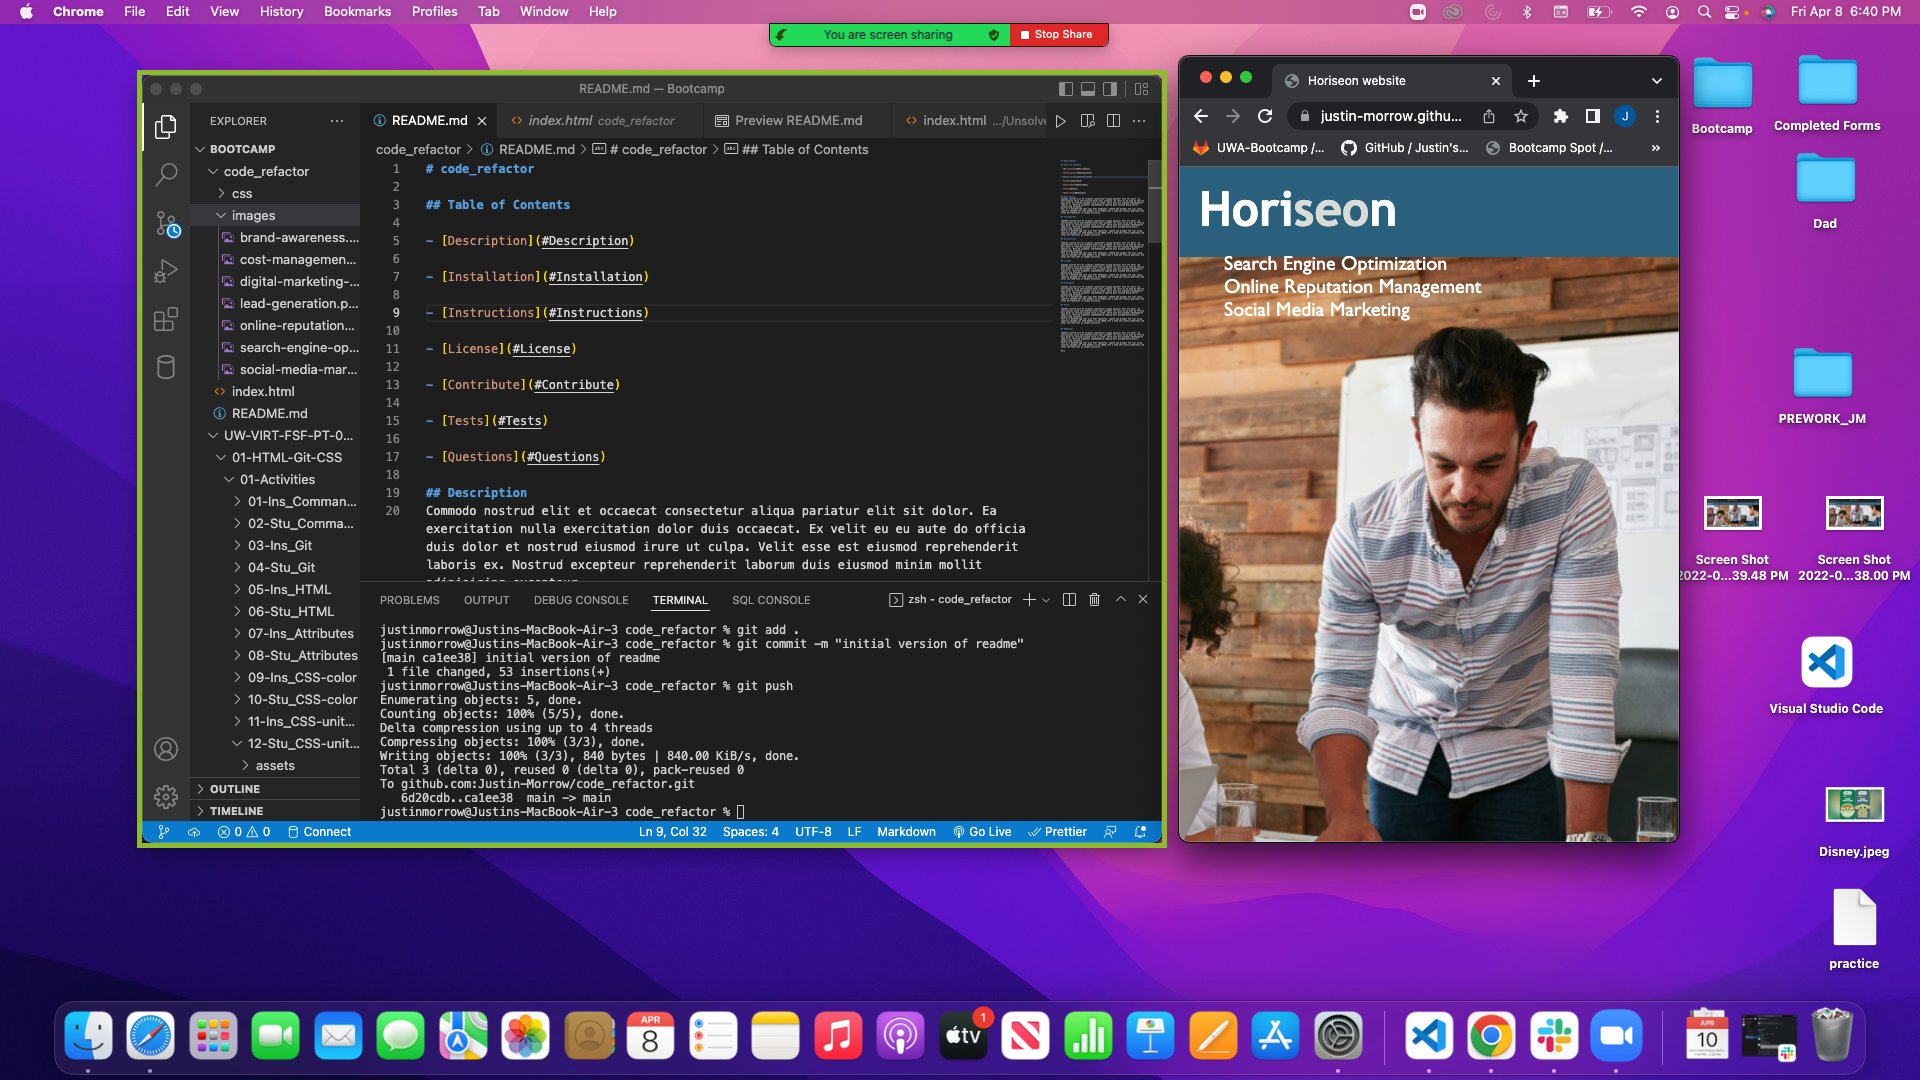 Chrome File Edit View History Bookmarks Profiles Tab Window Help
Fri Apr 8 6:40 PM
You are screen sharing
Stop Share
README.md — Bootcamp
EXPLORER
README.md
index.html code_refactor
Preview README.md
index.html .../Unsolve
BOOTCAMP
code_refactor
css
images
brand-awareness....
cost-managemen...
digital-marketing-...
lead-generation.p...
online-reputation...
search-engine-op...
social-media-mar...
index.html
README.md
UW-VIRT-FSF-PT-0...
01-HTML-Git-CSS
01-Activities
01-Ins_Comman...
02-Stu_Comma...
03-Ins_Git
04-Stu_Git
05-Ins_HTML
06-Stu_HTML
07-Ins_Attributes
08-Stu_Attributes
09-Ins_CSS-color
10-Stu_CSS-color
11-Ins_CSS-unit...
12-Stu_CSS-unit...
assets
OUTLINE
TIMELINE
code_refactor > README.md > # code_refactor > ## Table of Contents
1 # code_refactor
2
3 ## Table of Contents
4
5 - [Description](#Description)
6
7 - [Installation](#Installation)
8
9 - [Instructions](#Instructions)
10
11 - [License](#License)
12
13 - [Contribute](#Contribute)
14
15 - [Tests](#Tests)
16
17 - [Questions](#Questions)
18
19 ## Description
20 Commodo nostrud elit et occaecat consectetur aliqua pariatur elit sit dolor. Ea
exercitation nulla exercitation dolor duis occaecat. Ex velit eu eu aute do officia
duis dolor et nostrud eiusmod irure ut culpa. Velit esse est eiusmod reprehenderit
laboris ex. Nostrud excepteur reprehenderit laborum duis eiusmod minim mollit
PROBLEMS OUTPUT DEBUG CONSOLE TERMINAL SQL CONSOLE
zsh - code_refactor
justinmorrow@Justins-MacBook-Air-3 code_refactor % git add .
justinmorrow@Justins-MacBook-Air-3 code_refactor % git commit -m "initial version of readme"
[main ca1ee38] initial version of readme
1 file changed, 53 insertions(+)
justinmorrow@Justins-MacBook-Air-3 code_refactor % git push
Enumerating objects: 5, done.
Counting objects: 100% (5/5), done.
Delta compression using up to 4 threads
Compressing objects: 100% (3/3), done.
Writing objects: 100% (3/3), 840 bytes | 840.00 KiB/s, done.
Total 3 (delta 0), reused 0 (delta 0), pack-reused 0
To github.com:Justin-Morrow/code_refactor.git
6d20cdb..ca1ee38 main -> main
justinmorrow@Justins-MacBook-Air-3 code_refactor %
0 0 Connect
Ln 9, Col 32 Spaces: 4 UTF-8 LF Markdown Go Live Prettier
Horiseon website
justin-morrow.githu...
J
UWA-Bootcamp /...
GitHub / Justin's...
Bootcamp Spot /...
»
Horiseon
Search Engine Optimization
Online Reputation Management
Social Media Marketing
Bootcamp
Completed Forms
Dad
PREWORK_JM
Screen Shot
2022-0...39.48 PM
Screen Shot
2022-0...38.00 PM
Visual Studio Code
Disney.jpeg
practice
APR
8
tv
1
APR
10